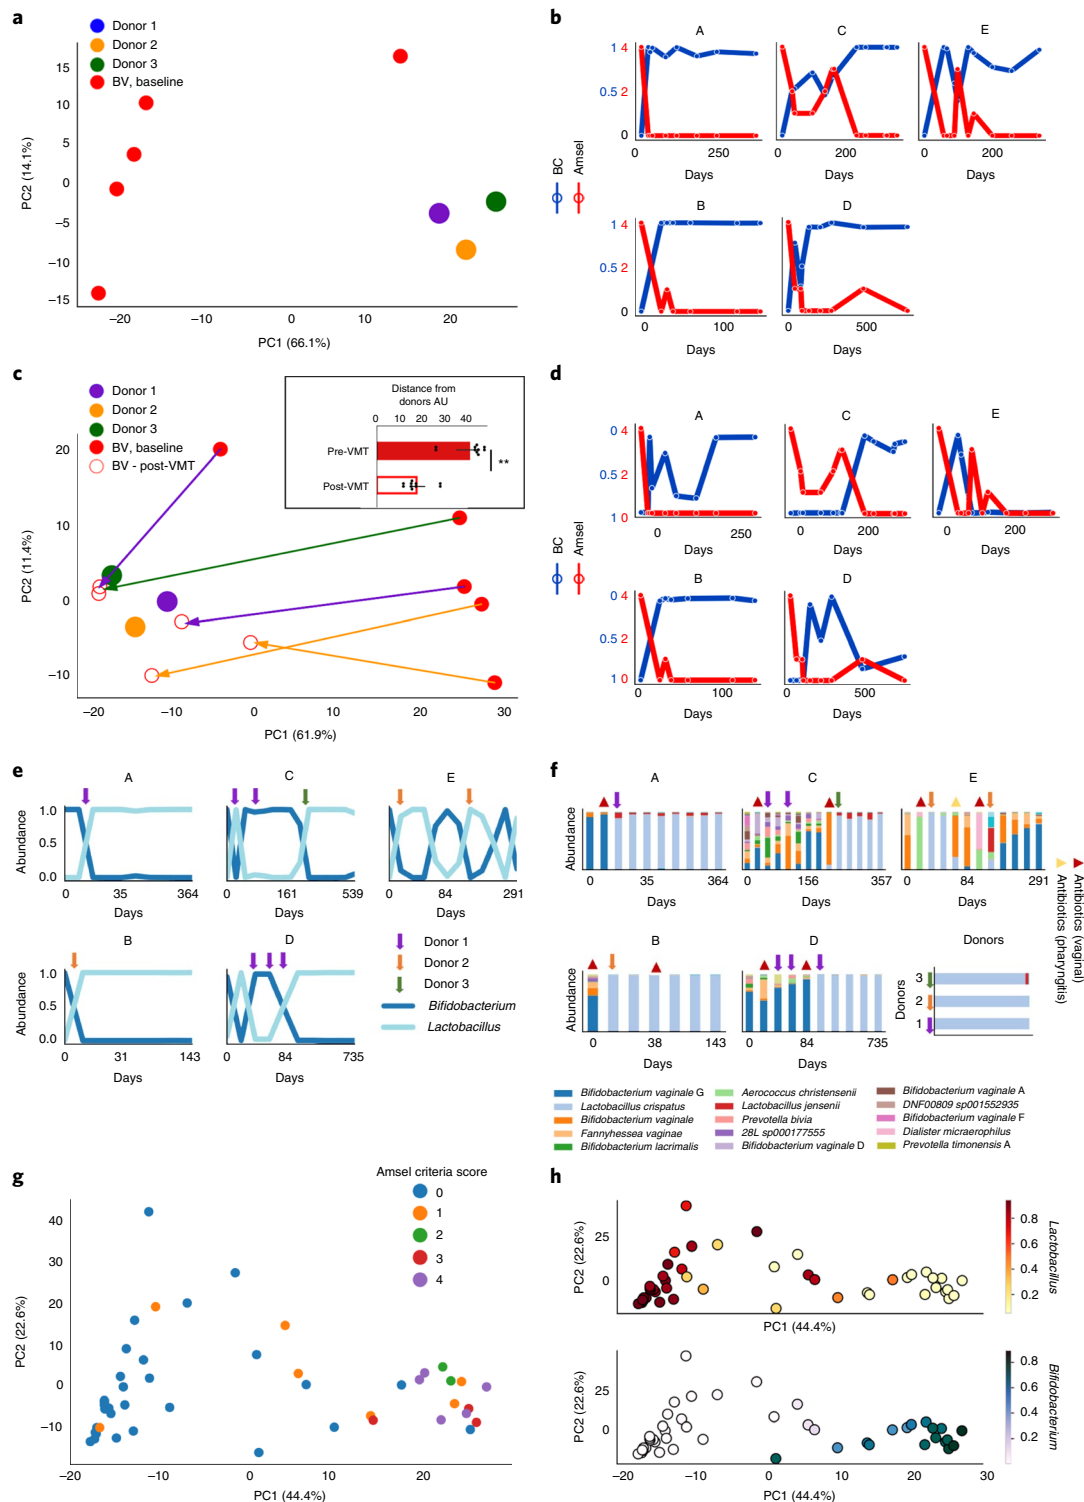 a
Donor 1
Donor 2
Donor 3
BV, baseline
15
10
5
0
–5
–10
–15
PC2 (14.1%)
–20 –10 0 10 20
PC1 (66.1%)
b
BC
Amsel
A C E
1 4
0.5 2
0
0 250
0 200
0 200
Days Days Days
B D
1 4
0.5 2
0
0 100
0 500
Days Days
c
Donor 1
Donor 2
Donor 3
BV, baseline
BV - post-VMT
Distance from
donors AU
0 10 20 30 40
Pre-VMT
**
Post-VMT
20
10
0
–10
PC2 (11.4%)
–20 –10 0 10 20 30
PC1 (61.9%)
d
BC
Amsel
A C E
0 4
0.5 2
1 0
0 250
0 200
0 200
Days Days Days
B D
0 4
0.5 2
1 0
0 100
0 500
Days Days
e
A C E
Abundance
1.0
0.5
0.0
0 35 364
0 161 539
0 84 291
Days Days Days
B D
Abundance
1.0
0.5
0.0
0 31 143
0 84 735
Days Days
Donor 1
Donor 2
Donor 3
Bifidobacterium
Lactobacillus
f
A C E
Abundance
0 35 364
0 156 357
0 84 291
Days Days Days
Antibiotics (vaginal)
Antibiotics (pharyngitis)
B D Donors
Abundance
0 38 143
0 84 735
Days Days
Donors
3
2
1
Bifidobacterium vaginale G
Lactobacillus crispatus
Bifidobacterium vaginale
Fannyhessea vaginae
Bifidobacterium lacrimalis
Aerococcus christensenii
Lactobacillus jensenii
Prevotella bivia
28L sp000177555
Bifidobacterium vaginale D
Bifidobacterium vaginale A
DNF00809 sp001552935
Bifidobacterium vaginale F
Dialister micraerophilus
Prevotella timonensis A
g
Amsel criteria score
0
1
2
3
4
40
30
20
10
0
–10
PC2 (22.6%)
–20 0 20
PC1 (44.4%)
h
PC2 (22.6%)
25
0
PC1 (44.4%)
0.8
0.6
0.4
0.2
Lactobacillus
PC2 (22.6%)
25
0
–20 –10 0 10 20 30
PC1 (44.4%)
0.8
0.6
0.4
0.2
Bifidobacterium